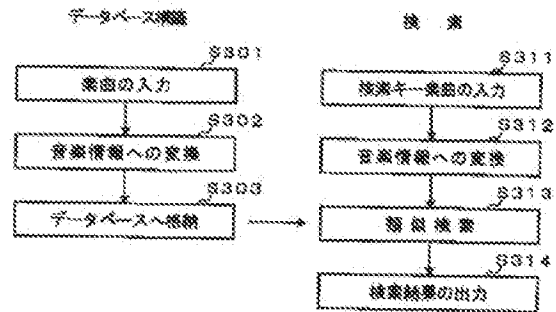 データベース構築
S301
楽曲の入力
S302
音楽情報への変換
S303
データベースへ格納
検 索
S311
検索キー楽曲の入力
S312
音楽情報への変換
S313
類似検索
S314
検索結果の出力